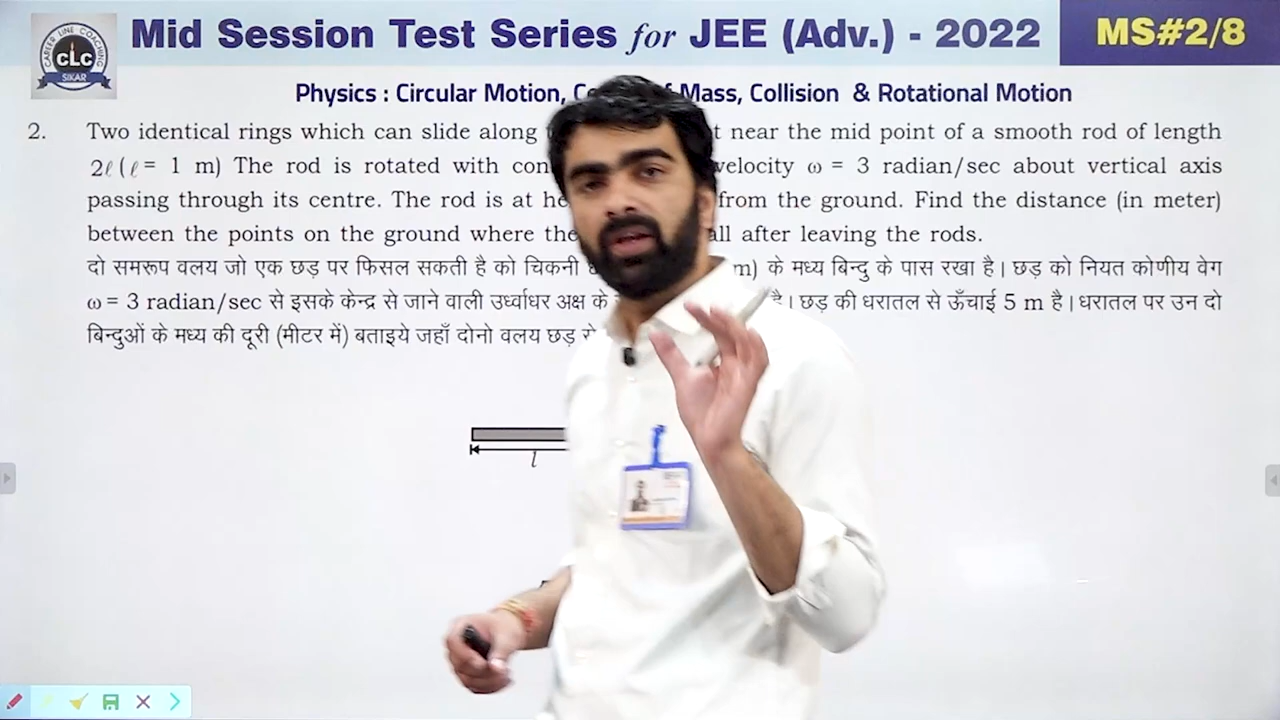 Mid Session Test Series for JEE (Adv.) - 2022
MS#2/8
CAREER LINE COACHING
CLC
SIKAR
Physics : Circular Motion, Mass, Collision & Rotational Motion
2. Two identical rings which can slide along near the mid point of a smooth rod of length
2ℓ (ℓ = 1 m) The rod is rotated with velocity ω = 3 radian/sec about vertical axis
passing through its centre. The rod is at from the ground. Find the distance (in meter)
between the points on the ground where the after leaving the rods.
दो समरूप वलय जो एक छड़ पर फिसल सकती है को चिकनी m) के मध्य बिन्दु के पास रखा है। छड़ को नियत कोणीय वेग
ω = 3 radian/sec से इसके केन्द्र से जाने वाली उर्ध्वाधर अक्ष के है। छड़ की धरातल से ऊँचाई 5 m है। धरातल पर उन दो
बिन्दुओं के मध्य की दूरी (मीटर में) बताइये जहाँ दोनो वलय छड़
l